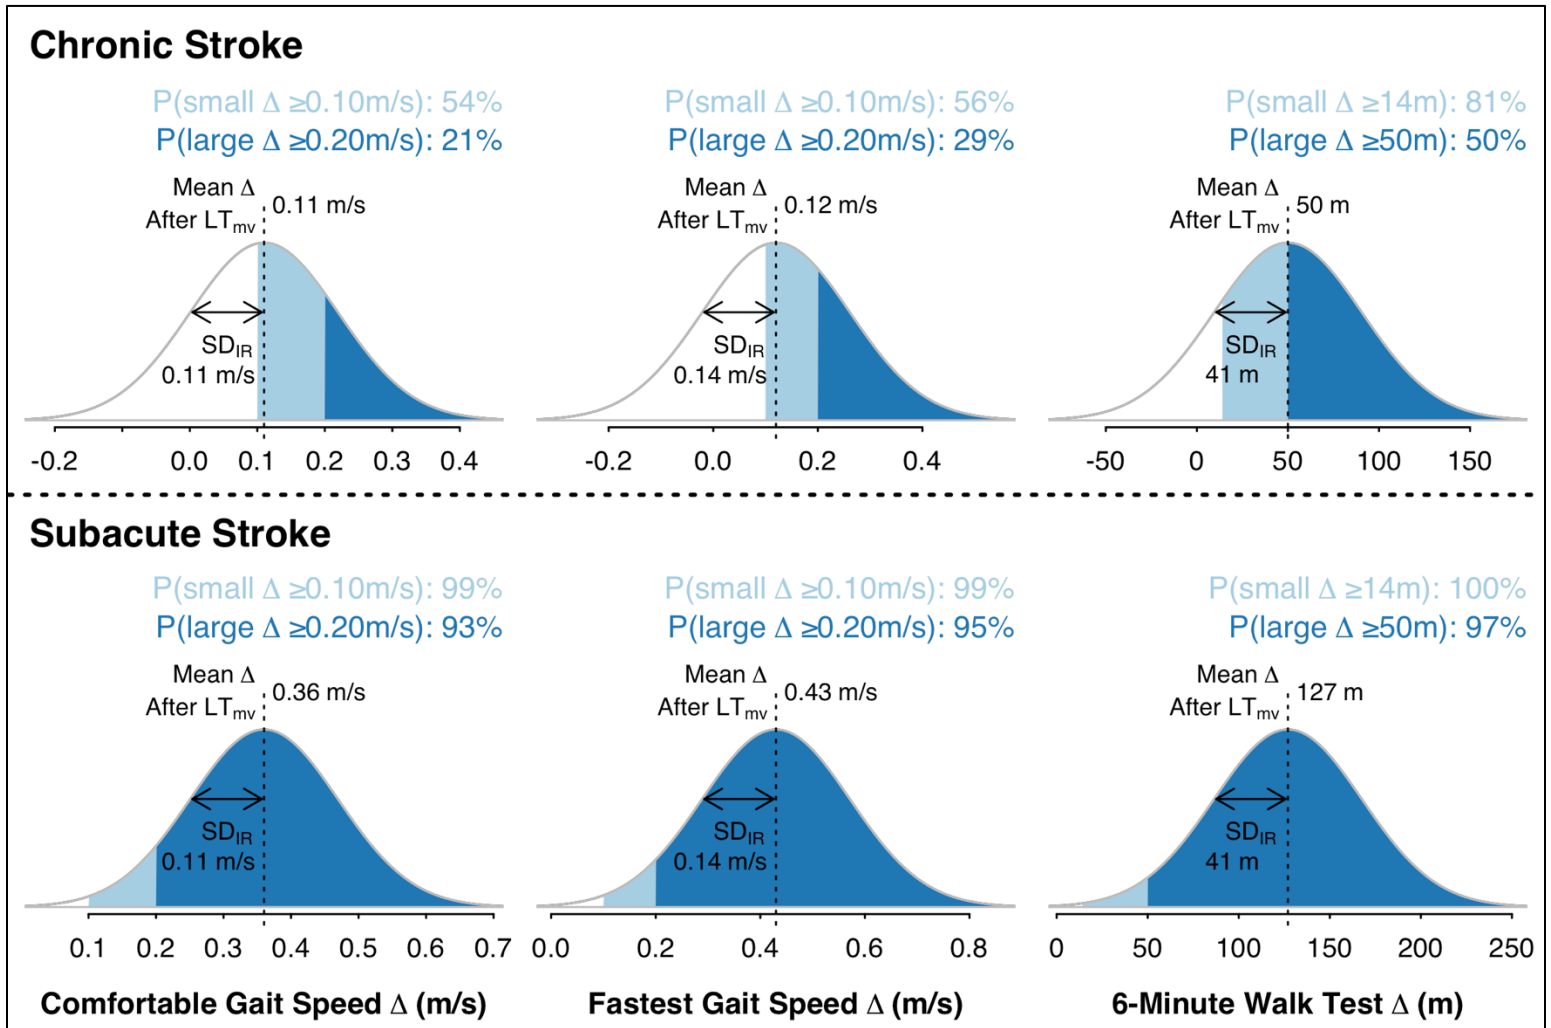 Chronic Stroke
P(small Δ ≥0.10m/s): 54%
P(large Δ ≥0.20m/s): 21%
Mean Δ
After LTmv
0.11 m/s
SDIR
0.11 m/s
-0.2 0.0 0.1 0.2 0.3 0.4
P(small Δ ≥0.10m/s): 56%
P(large Δ ≥0.20m/s): 29%
Mean Δ
After LTmv
0.12 m/s
SDIR
0.14 m/s
-0.2 0.0 0.2 0.4
P(small Δ ≥14m): 81%
P(large Δ ≥50m): 50%
Mean Δ
After LTmv
50 m
SDIR
41 m
-50 0 50 100 150
Subacute Stroke
P(small Δ ≥0.10m/s): 99%
P(large Δ ≥0.20m/s): 93%
Mean Δ
After LTmv
0.36 m/s
SDIR
0.11 m/s
0.1 0.2 0.3 0.4 0.5 0.6 0.7
Comfortable Gait Speed Δ (m/s)
P(small Δ ≥0.10m/s): 99%
P(large Δ ≥0.20m/s): 95%
Mean Δ
After LTmv
0.43 m/s
SDIR
0.14 m/s
0.0 0.2 0.4 0.6 0.8
Fastest Gait Speed Δ (m/s)
P(small Δ ≥14m): 100%
P(large Δ ≥50m): 97%
Mean Δ
After LTmv
127 m
SDIR
41 m
0 50 100 150 200 250
6-Minute Walk Test Δ (m)